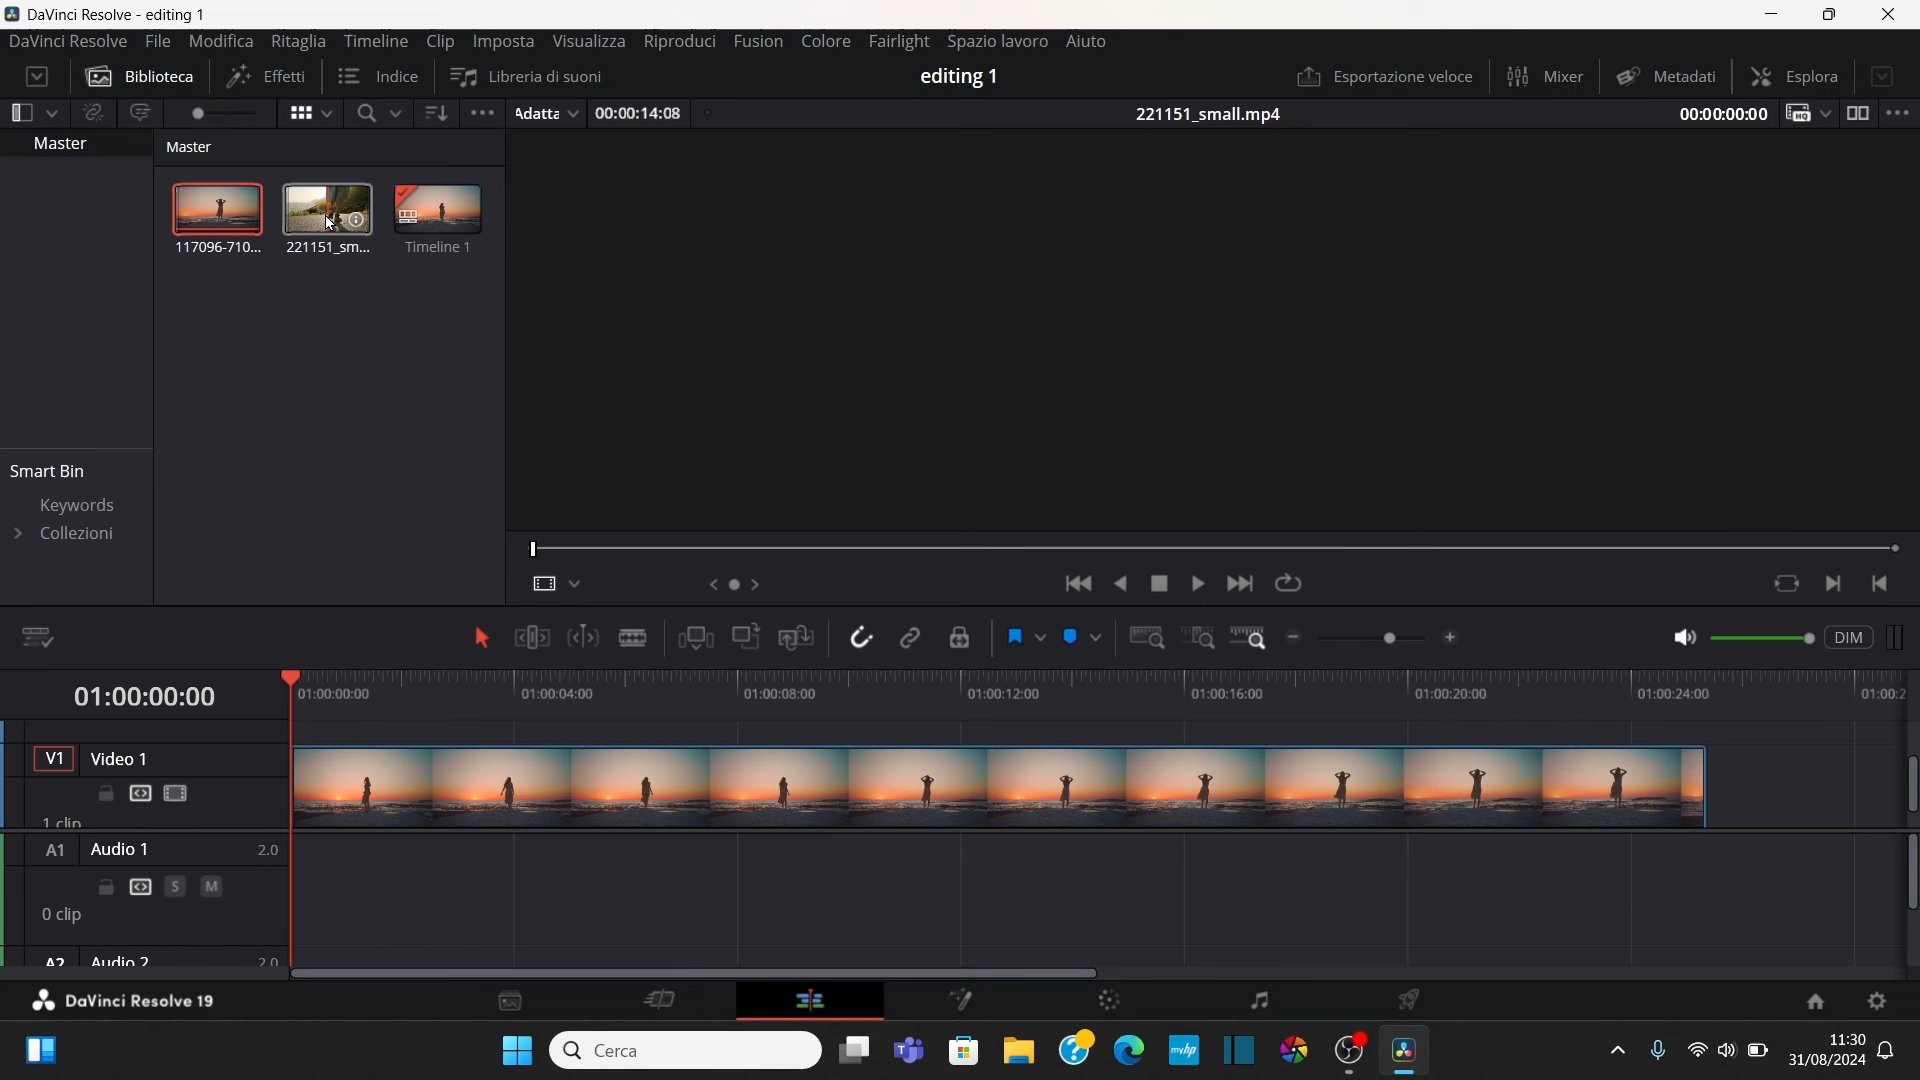 DaVinci Resolve - editing 1
DaVinci Resolve File Modifica Ritaglia Timeline Clip Imposta Visualizza Riproduci Fusion Colore Fairlight Spazio lavoro Aiuto
Biblioteca Effetti Indice Libreria di suoni editing 1 Esportazione veloce Mixer Metadati Esplora
Adatta 00:00:14:08 221151_small.mp4 00:00:00:00 HQ
Master Master
117096-710... 221151_sm... Timeline 1
Smart Bin
Keywords
Collezioni
DIM
01:00:00:00 01:00:00:00 01:00:04:00 01:00:08:00 01:00:12:00 01:00:16:00 01:00:20:00 01:00:24:00 01:00:2
V1 Video 1
1 clip
A1 Audio 1 2.0
S M
0 clip
A2 Audio 2 2.0
DaVinci Resolve 19
Cerca myhp 11:30
31/08/2024